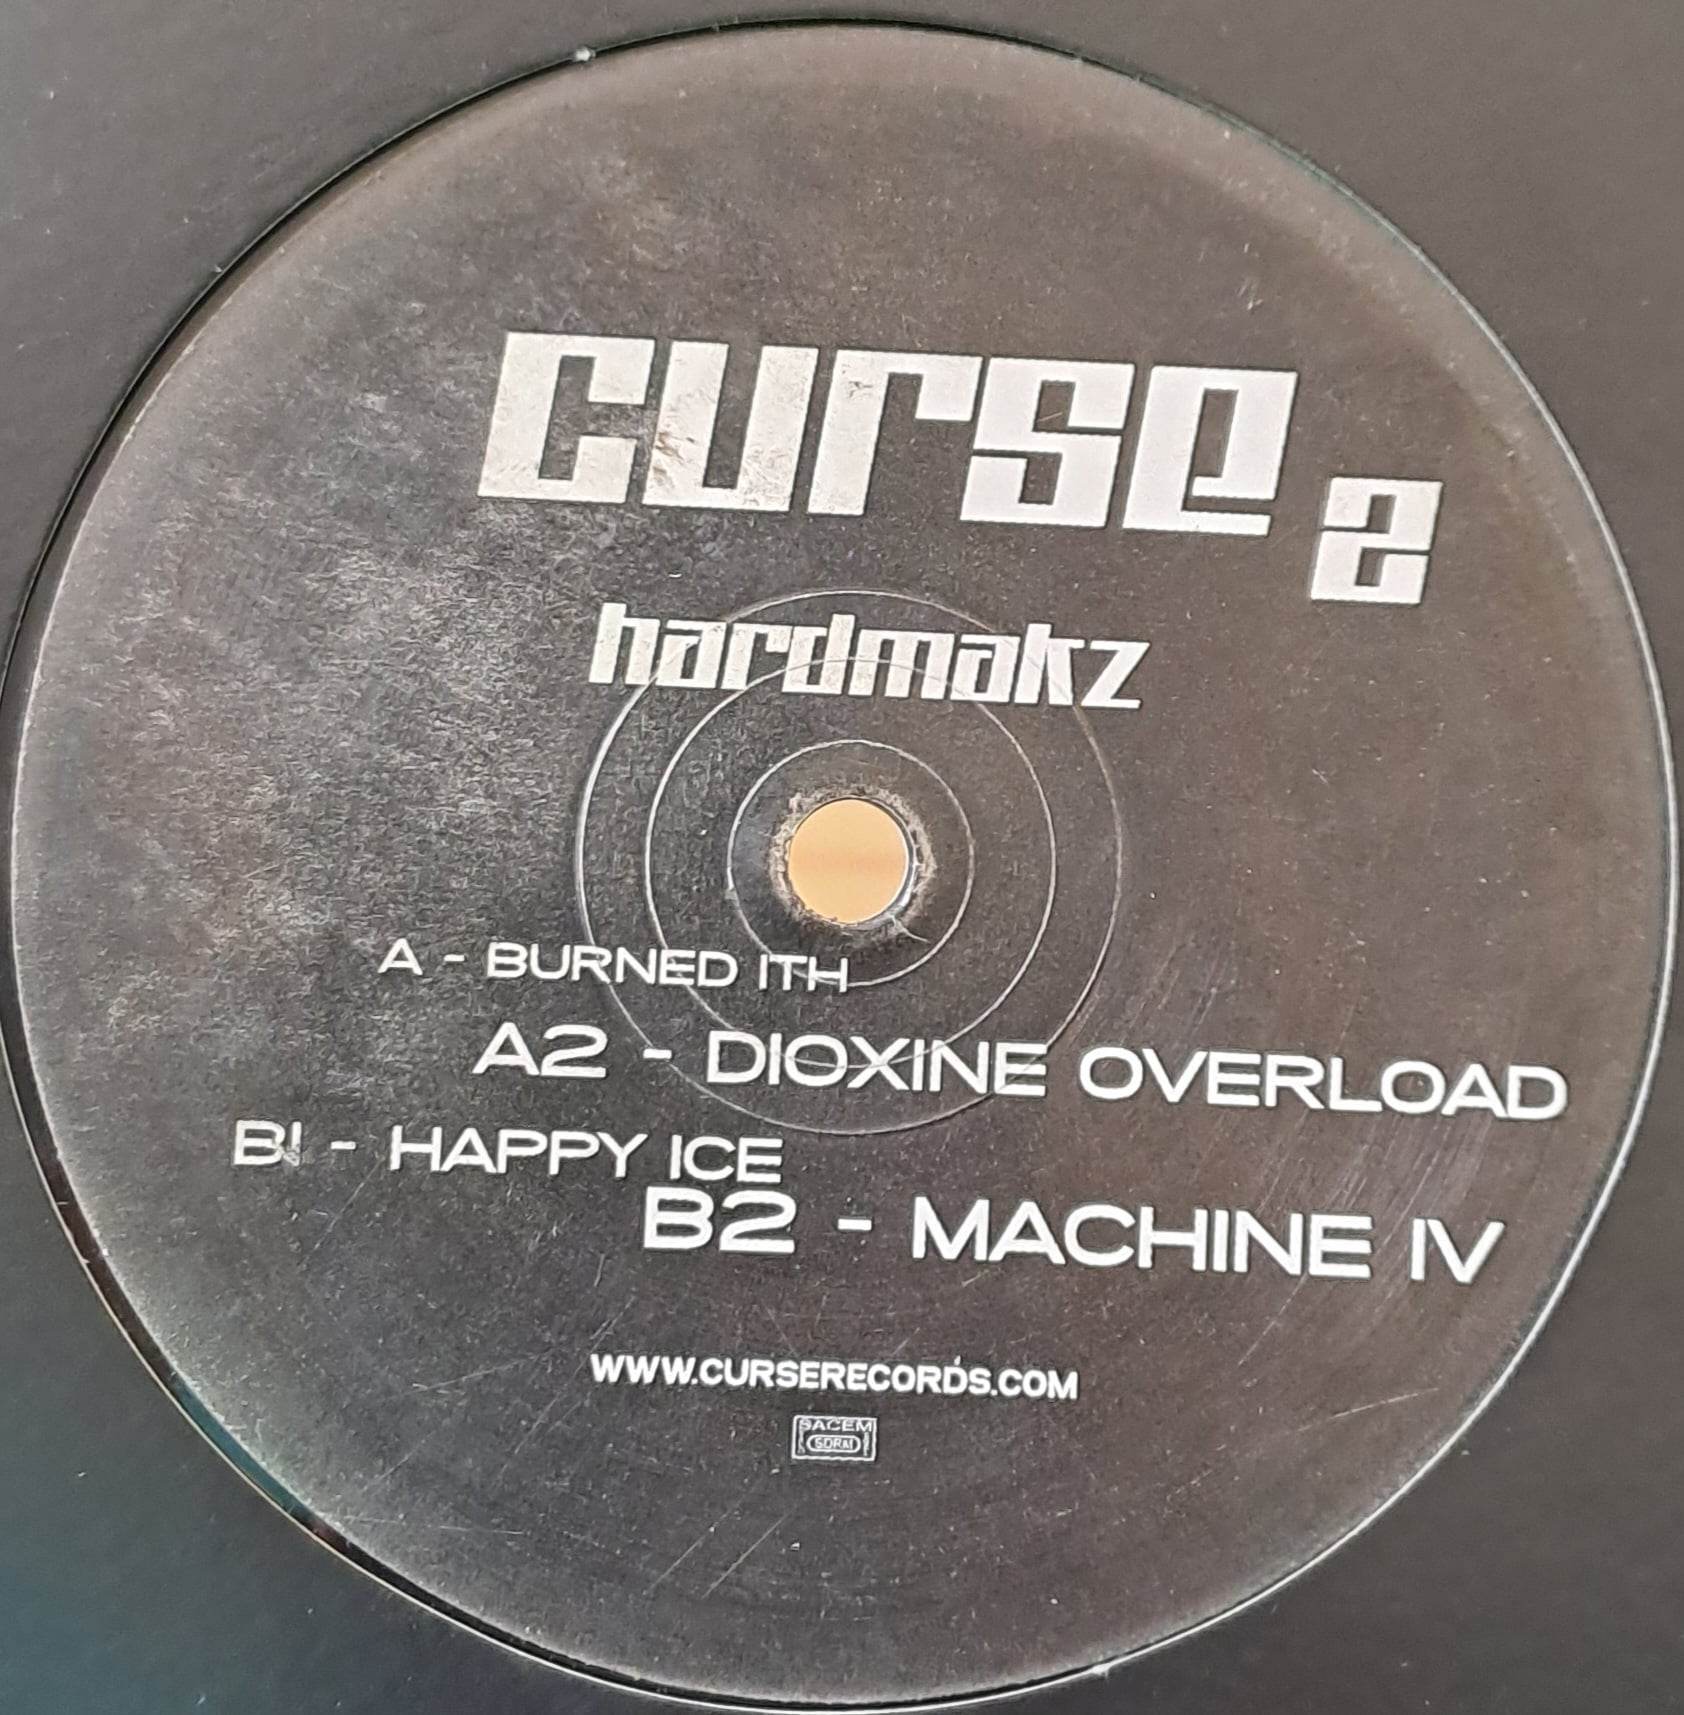 curse 2
hardmakz
A - BURNED ITH
A2 - DIOXINE OVERLOAD
B1 - HAPPY ICE
B2 - MACHINE IV
WWW.CURSERECORDS.COM
SACEM
SDRM